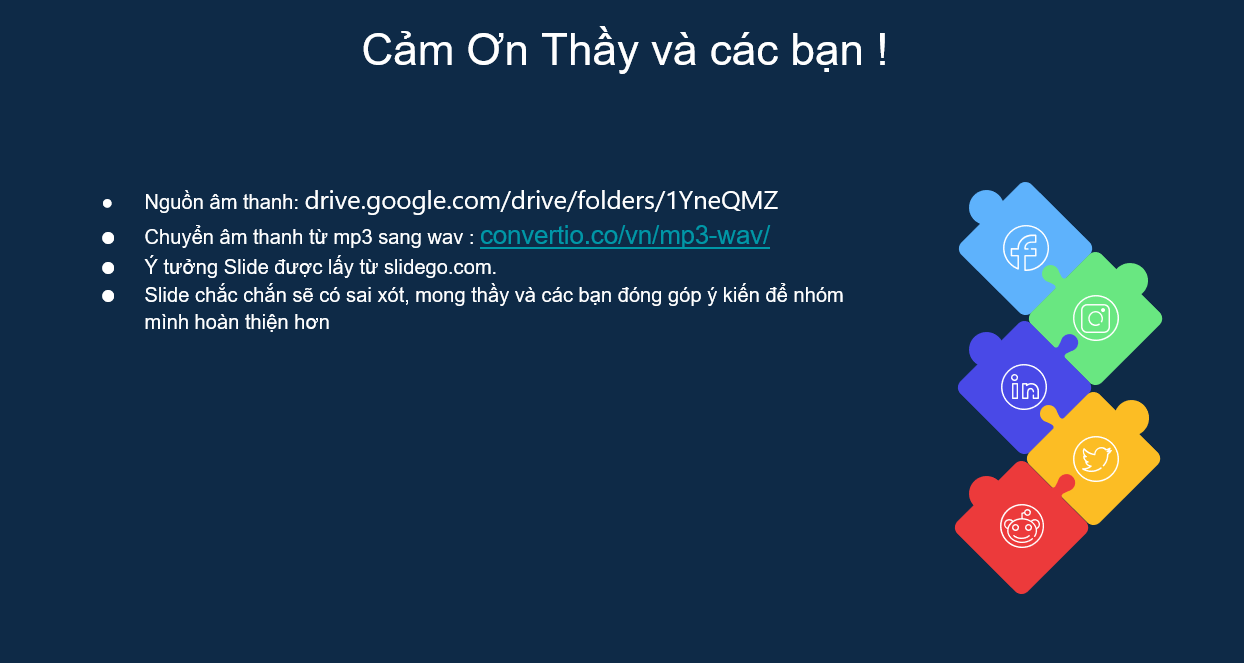 Cảm Ơn Thầy và các bạn !
● Nguồn âm thanh: drive.google.com/drive/folders/1YneQMZ
● Chuyển âm thanh từ mp3 sang wav : convertio.co/vn/mp3-wav/
● Ý tưởng Slide được lấy từ slidego.com.
● Slide chắc chắn sẽ có sai xót, mong thầy và các bạn đóng góp ý kiến để nhóm
mình hoàn thiện hơn
in